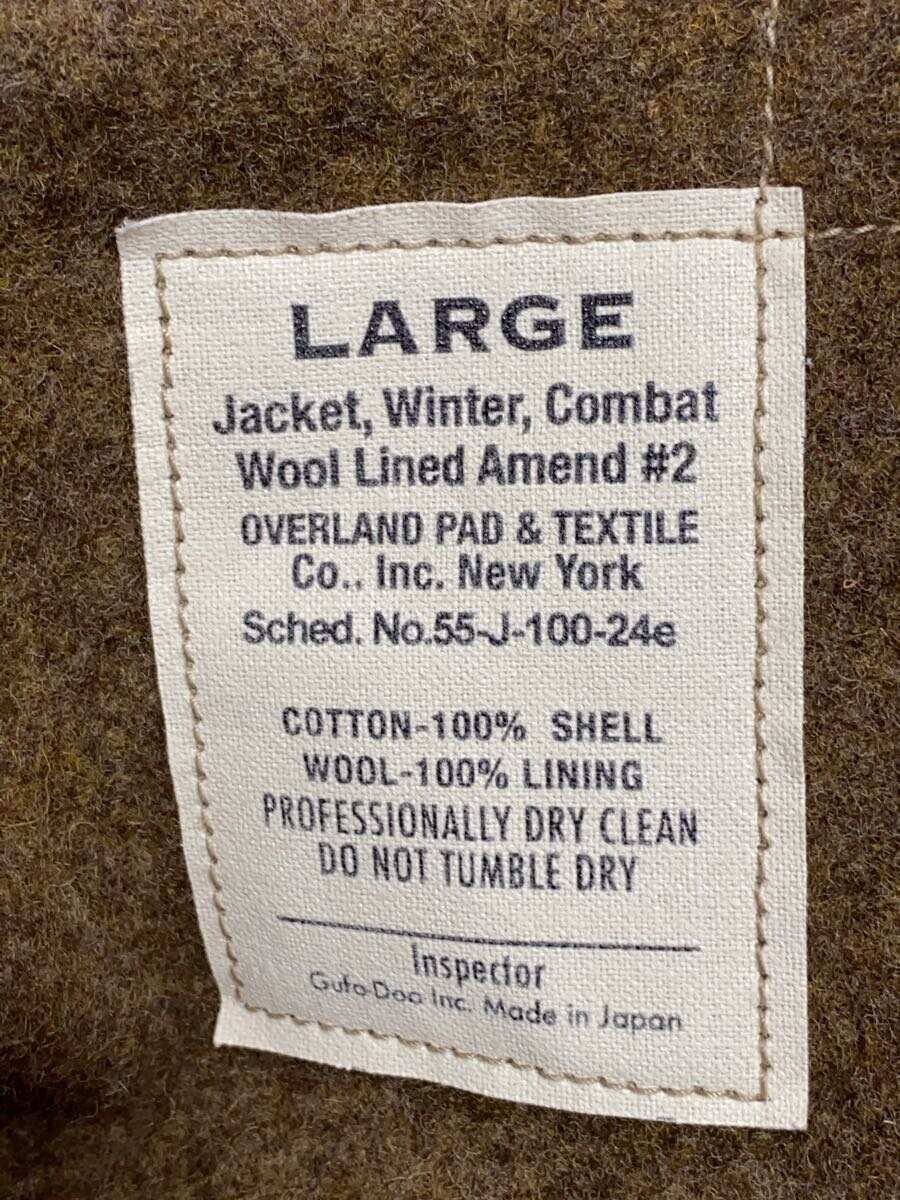 LARGE
Jacket, Winter, Combat
Wool Lined Amend #2
OVERLAND PAD & TEXTILE
Co.. Inc. New York
Sched. No.55-J-100-24e
COTTON-100% SHELL
WOOL-100% LINING
PROFESSIONALLY DRY CLEAN
DO NOT TUMBLE DRY
Inspector
Inc. Made in Japan